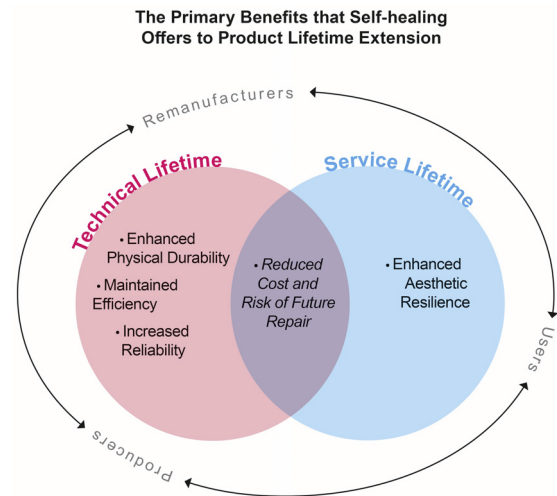 The Primary Benefits that Self-healing
Offers to Product Lifetime Extension
Remanufacturers
Technical Lifetime
Service Lifetime
• Enhanced
Physical Durability
• Maintained
Efficiency
• Increased
Reliability
• Reduced
Cost and
Risk of Future
Repair
• Enhanced
Aesthetic
Resilience
Users
Producers